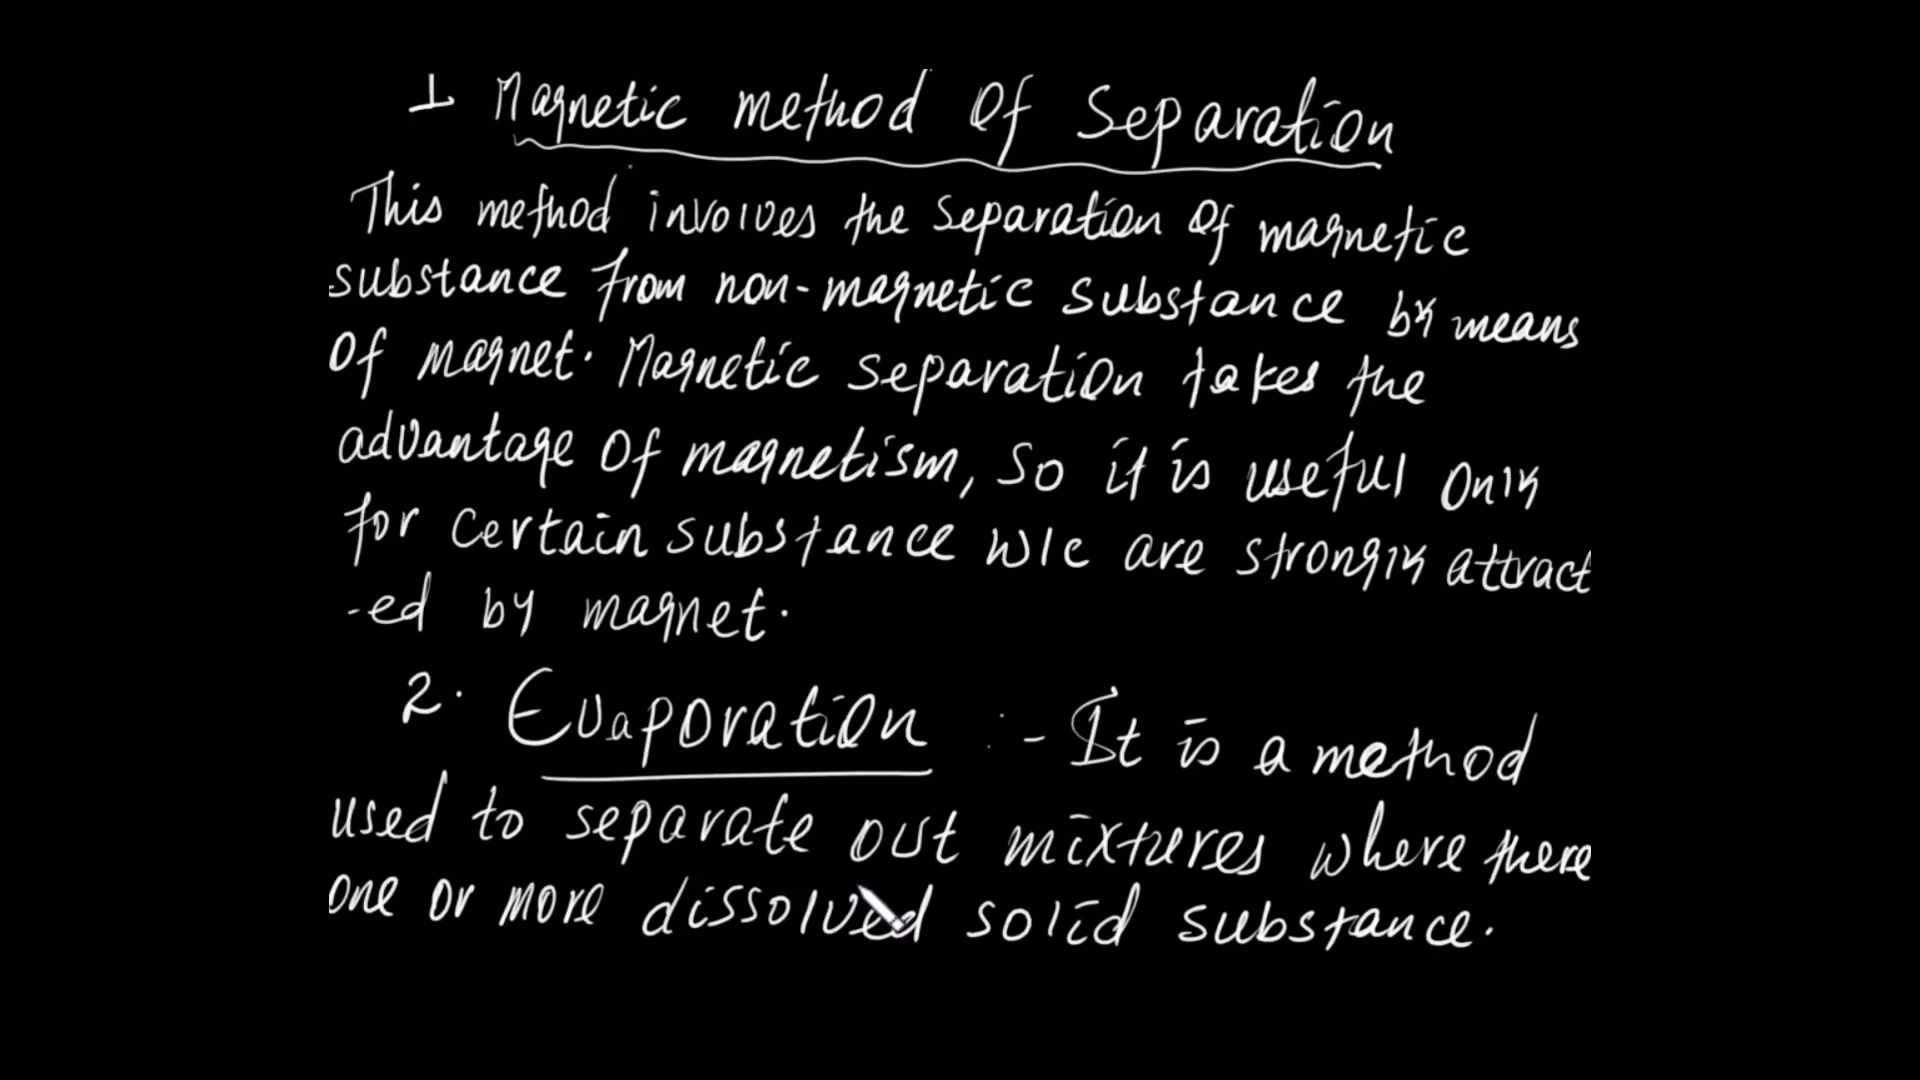 1 Magnetic method Of Separation
This method involves the separation Of magnetic
substance from non-magnetic substance by means
Of magnet. Magnetic separation takes the
advantage Of magnetism, so it is useful only
for certain substance w/c are strongly attract
-ed by magnet.
2. Evaporation :- It is a method
used to separate out mixtures where there
one or more dissolved solid substance.